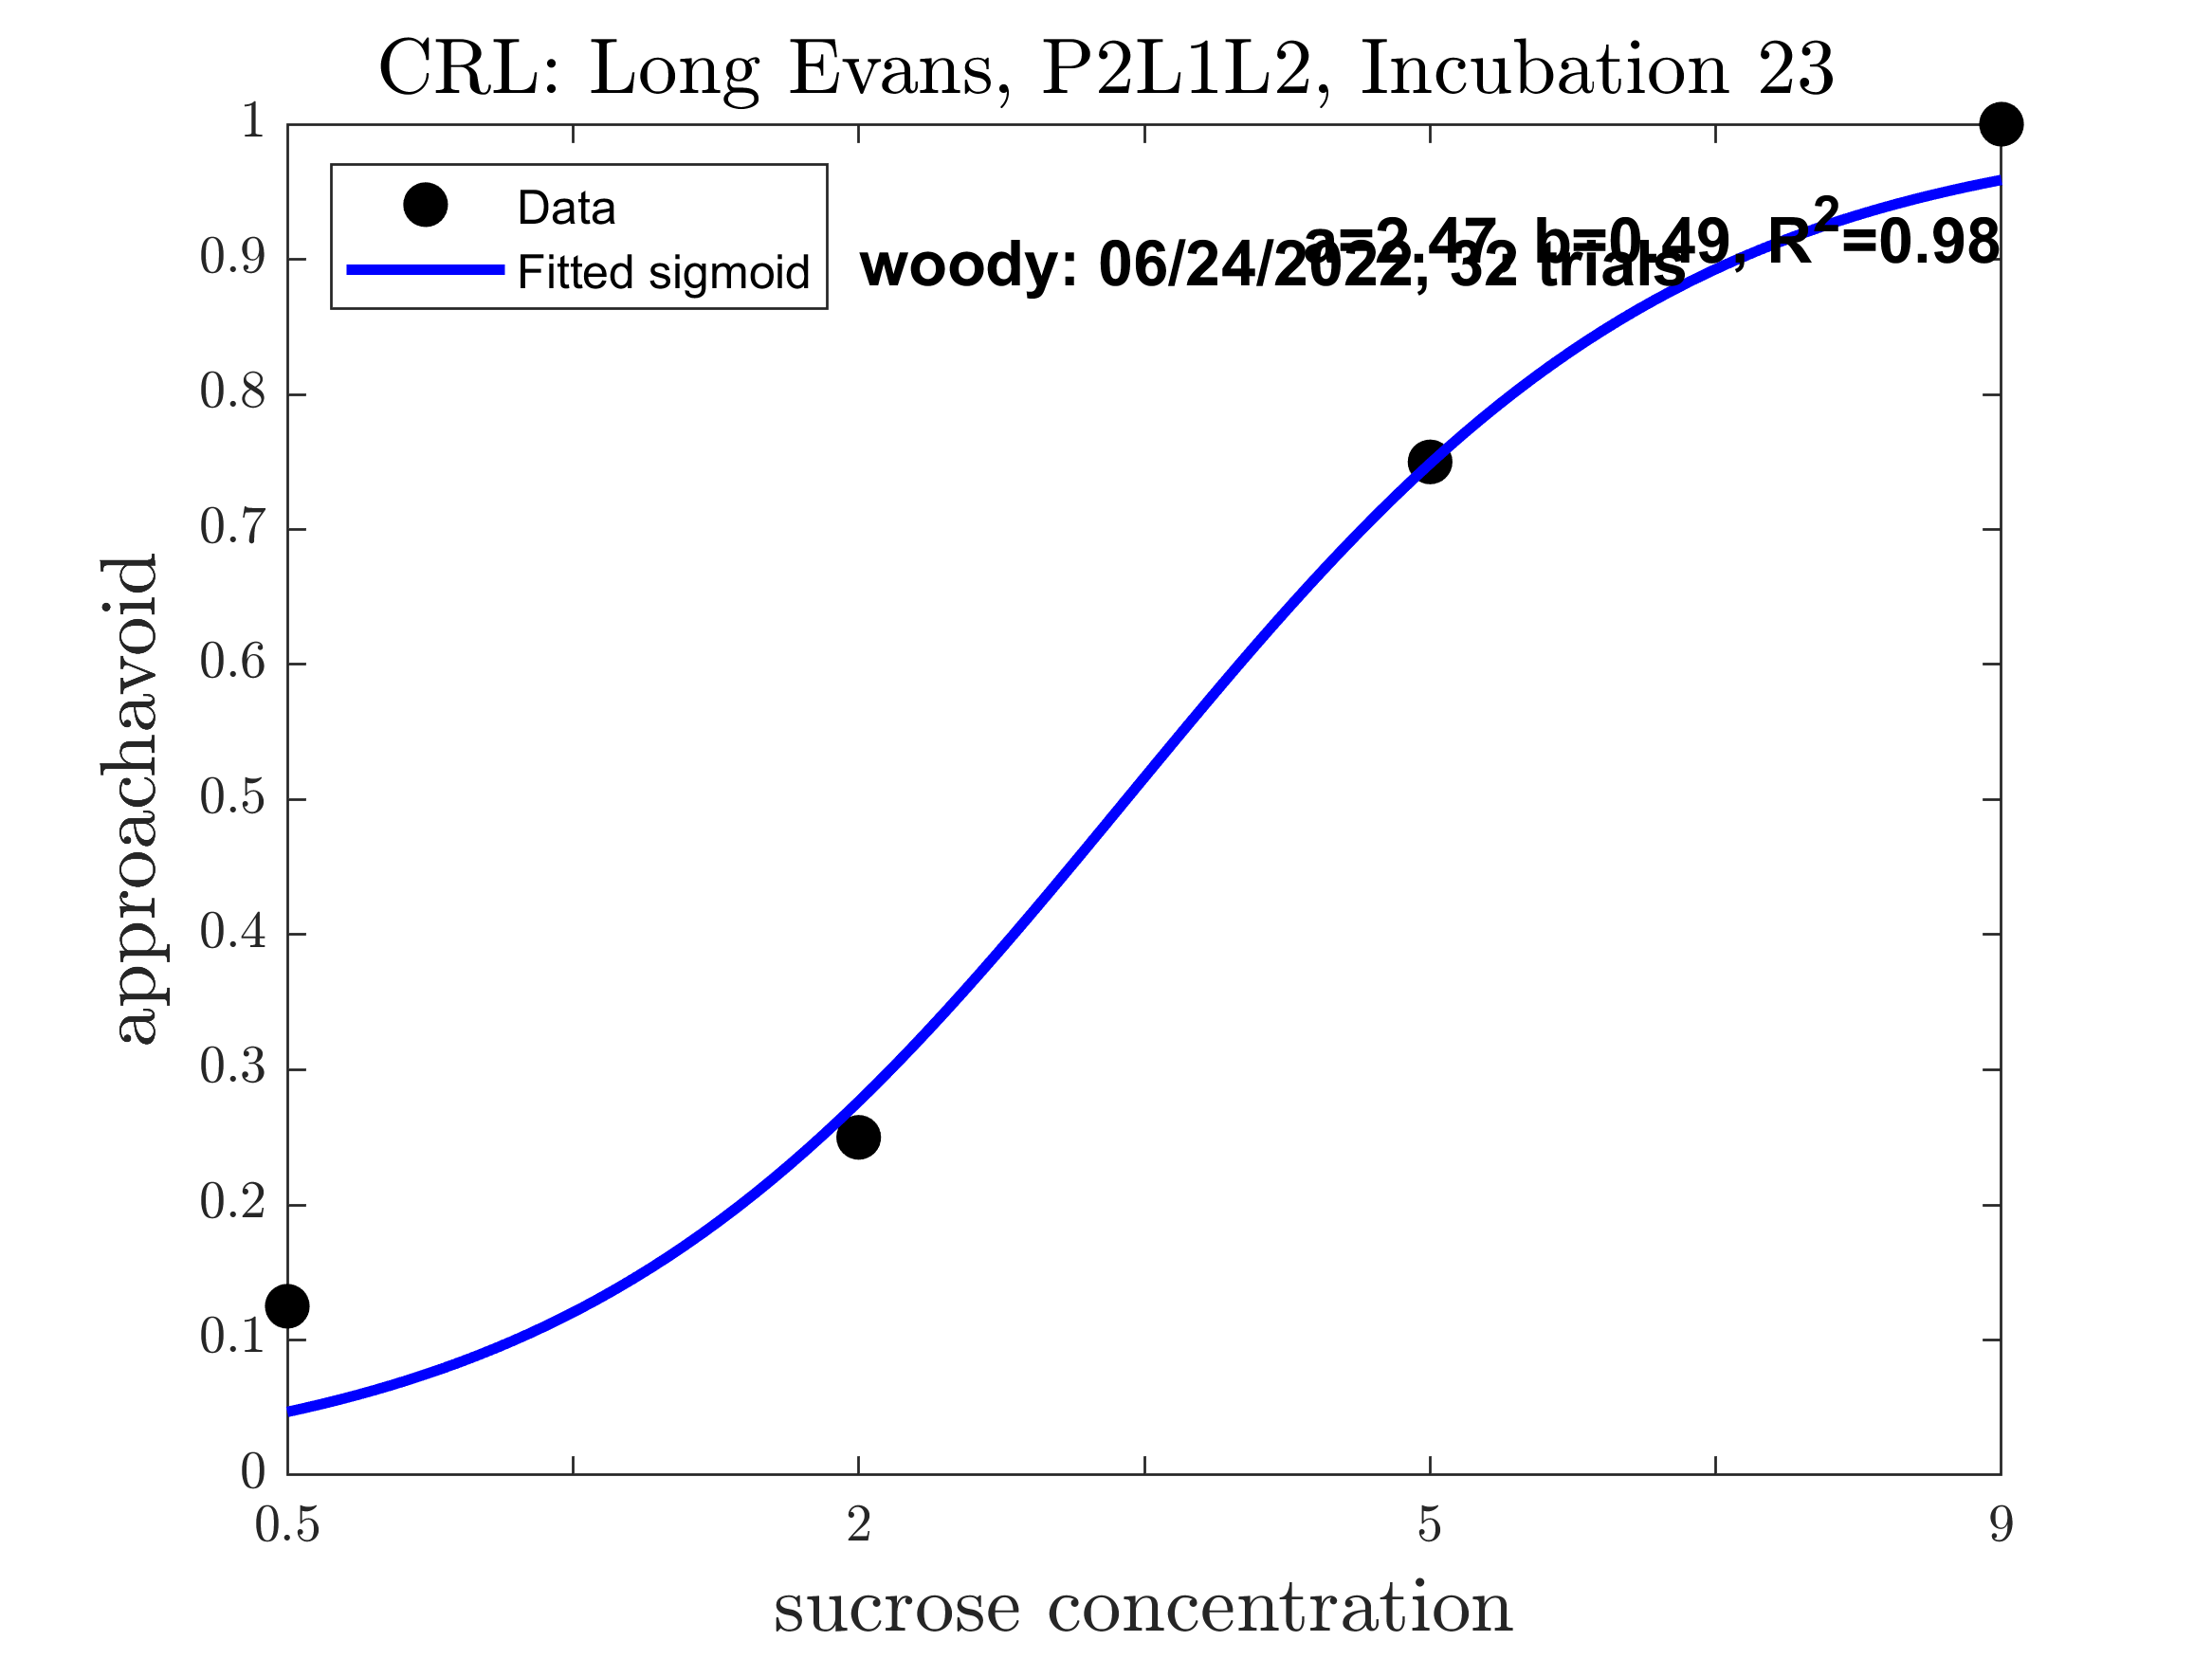 CRL: Long Evans, P2L1L2, Incubation 23
1
0.9
0.8
0.7
0.6
0.5
0.4
0.3
0.2
0.1
0
Data
Fitted sigmoid
a=2.47, b=0.49, R²=0.98
woody: 06/24/2022, 32 trials
approachavoid
0.5 2 5 9
sucrose concentration